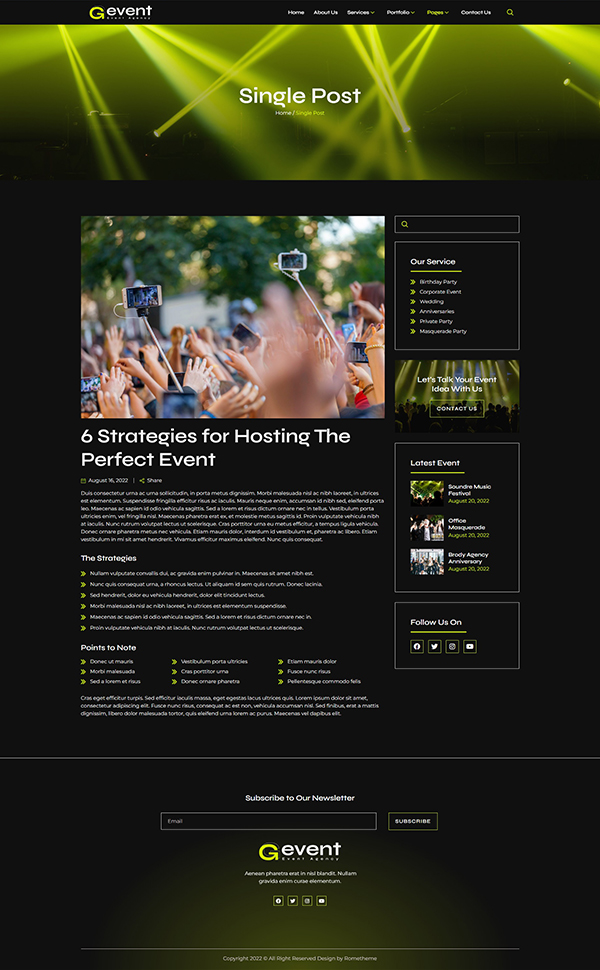 Gevent
Event Agency
Home About Us Services Portfolio Pages Contact Us
Single Post
Home / Single Post
6 Strategies for Hosting The
Perfect Event
August 16, 2022 | Share
Duis consectetur urna ac urna sollicitudin, in porta metus dignissim. Morbi malesuada nisl ac nibh laoreet, in ultrices
est elementum. Suspendisse fringilla efficitur risus ac iaculis. Mauris neque enim, accumsan id nibh sed, eleifend porta
leo. Maecenas ac sapien id odio vehicula sagittis. Sed a lorem et risus dictum ornare nec in tellus. Vestibulum porta
ultricies enim, vel fringilla nisl. Maecenas pharetra erat ex, et molestie metus sagittis id. Proin vulputate vehicula nibh
at iaculis. Nunc rutrum volutpat lectus ut scelerisque. Cras porttitor urna eu metus efficitur, a tempus ligula vehicula.
Donec ornare pharetra metus nec vehicula. Etiam mauris dolor, interdum id vestibulum et, pharetra ac libero. Etiam
vestibulum in mi sit amet hendrerit. Vivamus efficitur maximus eleifend. Nunc quis consequat.
The Strategies
Nullam vulputate convallis dui, ac gravida enim pulvinar in. Maecenas sit amet nibh est.
Nunc quis consequat urna, a rhoncus lectus. Ut aliquam id sem quis rutrum. Donec lacinia.
Sed hendrerit, dolor eu vehicula hendrerit, dolor elit tincidunt lectus.
Morbi malesuada nisl ac nibh laoreet, in ultrices est elementum suspendisse.
Maecenas ac sapien id odio vehicula sagittis. Sed a lorem et risus dictum ornare nec in.
Proin vulputate vehicula nibh at iaculis. Nunc rutrum volutpat lectus ut scelerisque.
Points to Note
Donec ut mauris Vestibulum porta ultricies Etiam mauris dolor
Morbi malesuada Cras porttitor urna Fusce nunc risus
Sed a lorem et risus Donec ornare pharetra Pellentesque commodo felis
Cras eget efficitur turpis. Sed efficitur iaculis massa, eget egestas lacus ultrices quis. Lorem ipsum dolor sit amet,
consectetur adipiscing elit. Fusce nunc risus, consequat ac est non, vehicula accumsan nisl. Sed finibus, erat a mattis
dignissim, libero dolor malesuada tortor, quis eleifend urna lorem ac purus. Maecenas vel dapibus elit.
Our Service
Birthday Party
Corporate Event
Wedding
Anniversaries
Private Party
Masquerade Party
Let's Talk Your Event
Idea With Us
CONTACT US
Latest Event
Soundre Music
Festival
August 20, 2022
Office
Masquerade
August 20, 2022
Brody Agency
Anniversary
August 20, 2022
Follow Us On
Subscribe to Our Newsletter
Email
SUBSCRIBE
Gevent
Event Agency
Aenean pharetra erat in nisl blandit. Nullam
gravida enim curae elementum.
Copyright 2022 © All Right Reserved Design by Rometheme